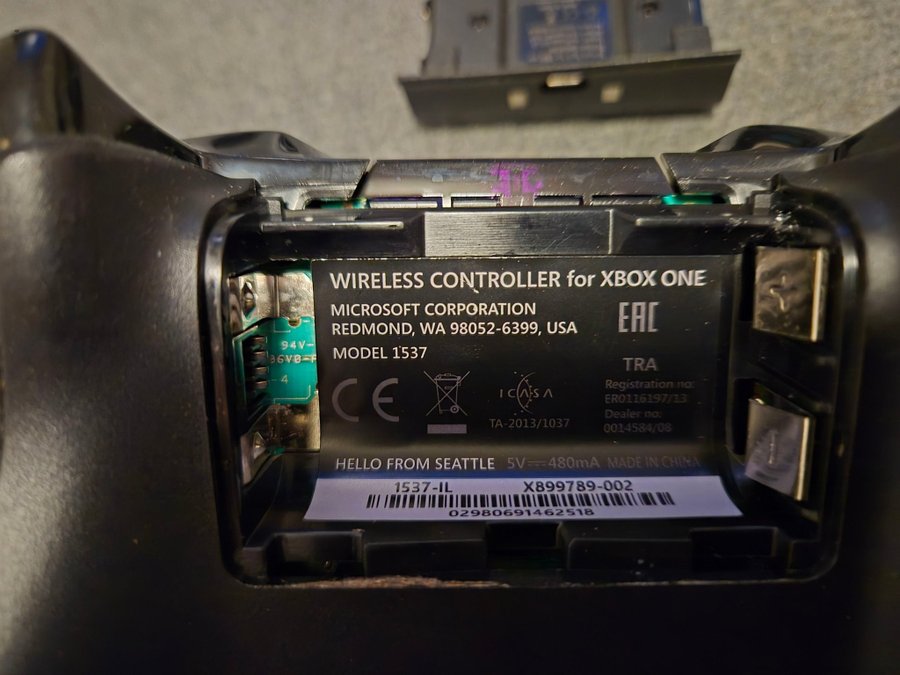 WIRELESS CONTROLLER for XBOX ONE
MICROSOFT CORPORATION
REDMOND, WA 98052-6399, USA
MODEL 1537
EAC
TRA
Registration no:
ER0116197/13
Dealer no:
0014584/08
CE
ICASA
TA-2013/1037
HELLO FROM SEATTLE 5V⎓480mA MADE IN CHINA
1537-IL X899789-002
02980691462518
94V-
86V0-
4